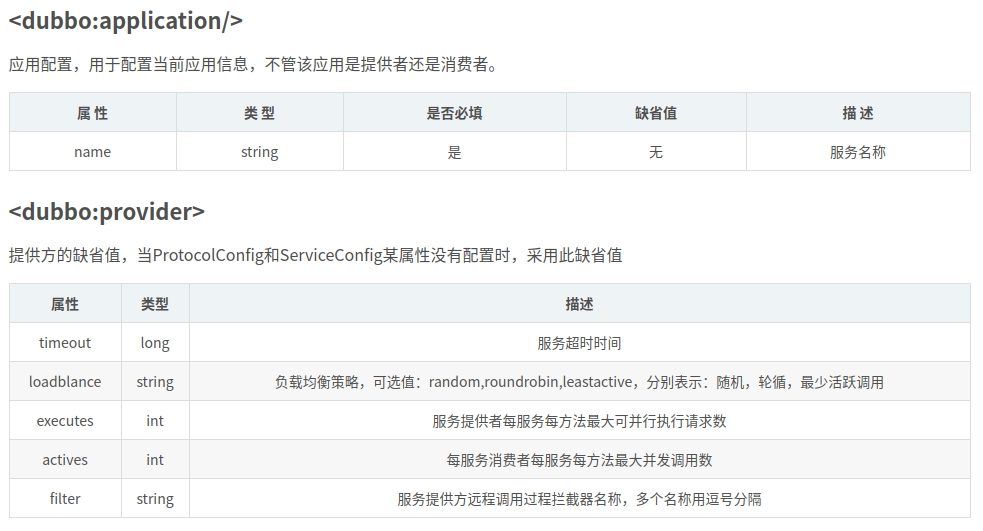 <dubbo:application/>
应用配置，用于配置当前应用信息，不管该应用是提供者还是消费者。
属 性 类 型 是否必填 缺省值 描 述
name string 是 无 服务名称
<dubbo:provider>
提供方的缺省值，当ProtocolConfig和ServiceConfig某属性没有配置时，采用此缺省值
属性 类型 描述
timeout long 服务超时时间
loadblance string 负载均衡策略，可选值：random,roundrobin,leastactive，分别表示：随机，轮循，最少活跃调用
executes int 服务提供者每服务每方法最大可并行执行请求数
actives int 每服务消费者每服务每方法最大并发调用数
filter string 服务提供方远程调用过程拦截器名称，多个名称用逗号分隔